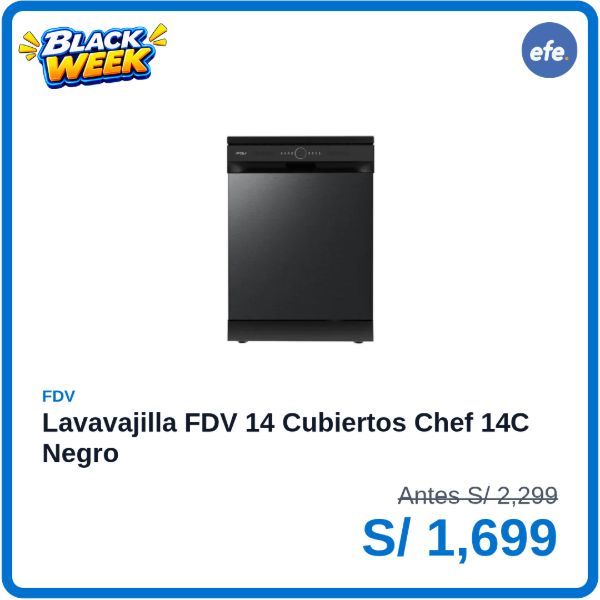 BLACK
WEEK
efe.
FDV
Lavavajilla FDV 14 Cubiertos Chef 14C
Negro
Antes S/ 2,299
S/ 1,699